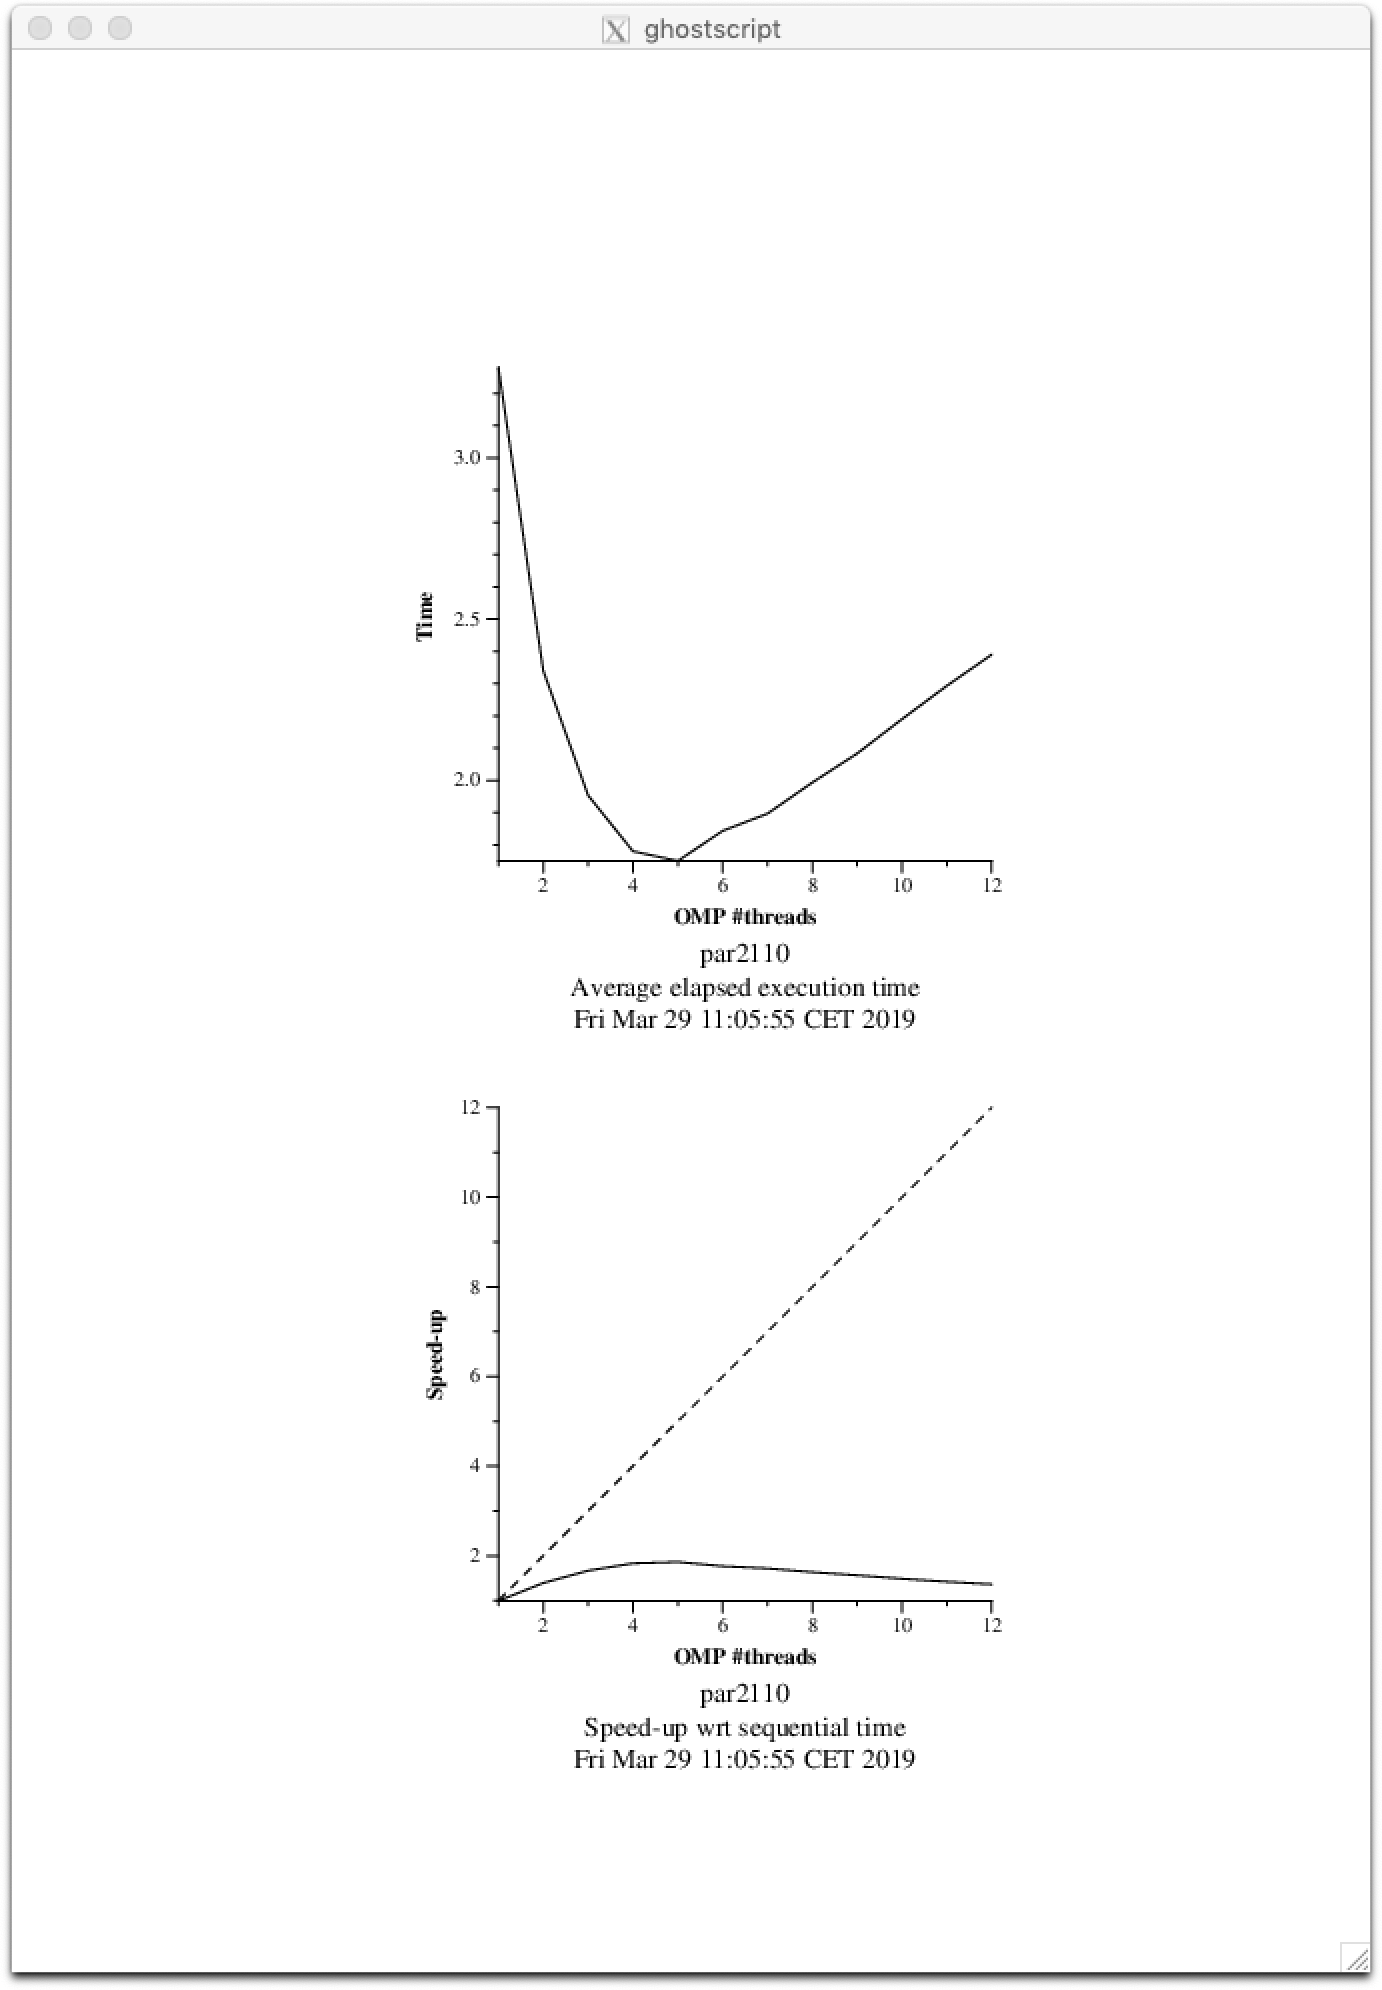 ghostscript
3.0
2.5
2.0
Time
2 4 6 8 10 12
OMP #threads
par2110
Average elapsed execution time
Fri Mar 29 11:05:55 CET 2019
12
10
8
6
4
2
Speed-up
2 4 6 8 10 12
OMP #threads
par2110
Speed-up wrt sequential time
Fri Mar 29 11:05:55 CET 2019